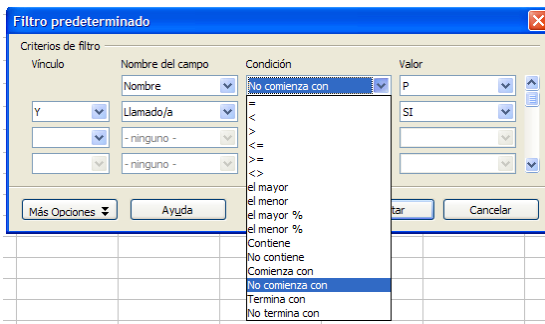 Filtro predeterminado
Criterios de filtro
Vínculo Nombre del campo Condición Valor
Nombre No comienza con P
Y Llamado/a SI
- ninguno -
- ninguno -
=
<
>
<=
>=
<>
el mayor
el menor
el mayor %
el menor %
Contiene
No contiene
Comienza con
No comienza con
Termina con
No termina con
Más Opciones Ayuda tar Cancelar